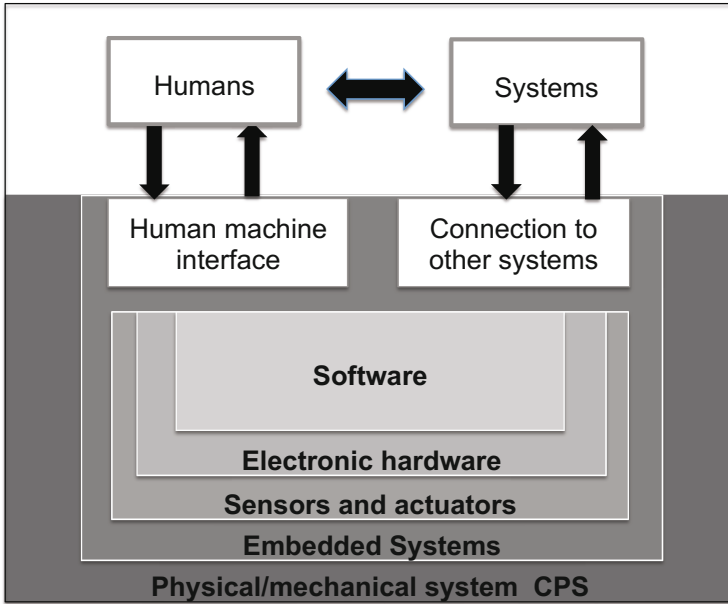 Humans
Systems
Human machine
interface
Connection to
other systems
Software
Electronic hardware
Sensors and actuators
Embedded Systems
Physical/mechanical system CPS